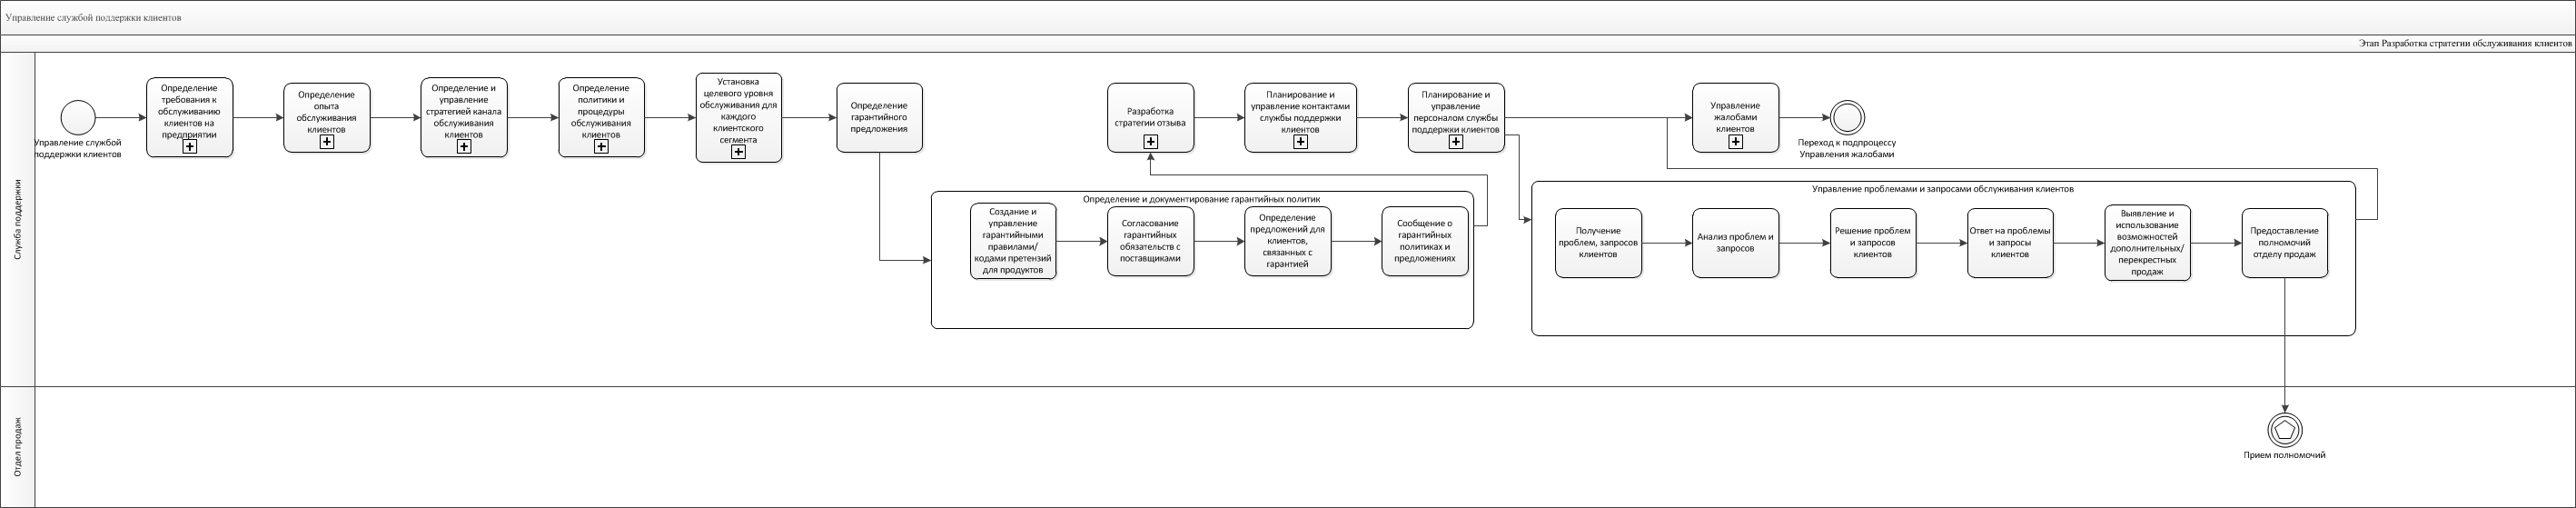 Управление службой поддержки клиентов
Этап Разработка стратегии обслуживания клиентов
Служба поддержки
Управление службой
поддержки клиентов
Определение
требования к
обслуживанию
клиентов на
предприятии
Определение
опыта
обслуживания
клиентов
Определение и
управление
стратегией канала
обслуживания
клиентов
Определение
политики и
процедуры
обслуживания
клиентов
Установка
целевого уровня
обслуживания для
каждого
клиентского
сегмента
Определение
гарантийного
предложения
Разработка
стратегии отзыва
Планирование и
управление контактами
службы поддержки
клиентов
Планирование и
управление
персоналом службы
поддержки клиентов
Управление
жалобами
клиентов
Переход к подпроцессу
Управления жалобами
Определение и документирование гарантийных политик
Создание и
управление
гарантийными
правилами/
кодами претензий
для продуктов
Согласование
гарантийных
обязательств с
поставщиками
Определение
предложений для
клиентов,
связанных с
гарантией
Сообщение о
гарантийных
политиках и
предложениях
Управление проблемами и запросами обслуживания клиентов
Получение
проблем, запросов
клиентов
Анализ проблем и
запросов
Решение проблем
и запросов
клиентов
Ответ на проблемы
и запросы
клиентов
Выявление и
использование
возможностей
дополнительных/
перекрестных
продаж
Предоставление
полномочий
отделу продаж
Отдел продаж
Прием полномочий